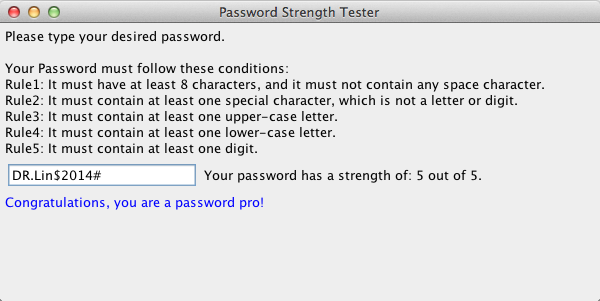 Password Strength Tester
Please type your desired password.
Your Password must follow these conditions:
Rule1: It must have at least 8 characters, and it must not contain any space character.
Rule2: It must contain at least one special character, which is not a letter or digit.
Rule3: It must contain at least one upper-case letter.
Rule4: It must contain at least one lower-case letter.
Rule5: It must contain at least one digit.
DR.Lin$2014# Your password has a strength of: 5 out of 5.
Congratulations, you are a password pro!